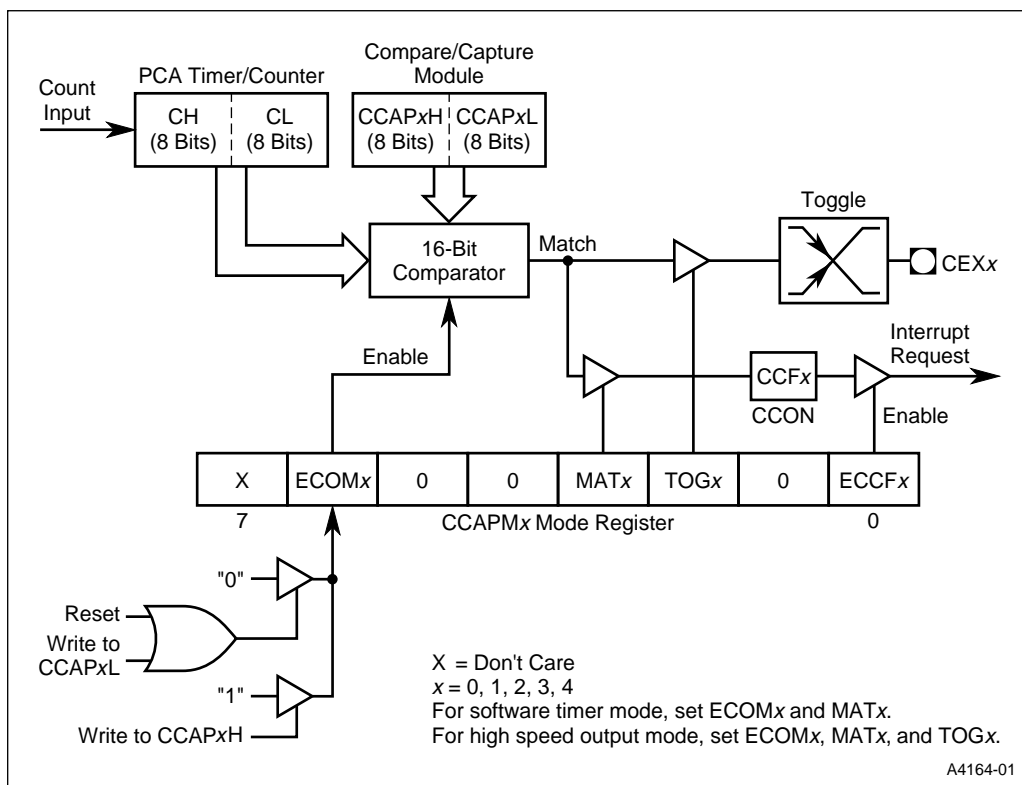 Compare/Capture
Module
PCA Timer/Counter
Count
Input
CH
(8 Bits)
CL
(8 Bits)
CCAPxH
(8 Bits)
CCAPxL
(8 Bits)
Toggle
16-Bit
Comparator
Match
CEXx
Enable
Interrupt
Request
CCFx
CCON
Enable
X
ECOMx
0
0
MATx
TOGx
0
ECCFx
7
CCAPMx Mode Register
0
"0"
Reset
Write to
CCAPxL
"1"
Write to CCAPxH
X = Don't Care
x = 0, 1, 2, 3, 4
For software timer mode, set ECOMx and MATx.
For high speed output mode, set ECOMx, MATx, and TOGx.
A4164-01